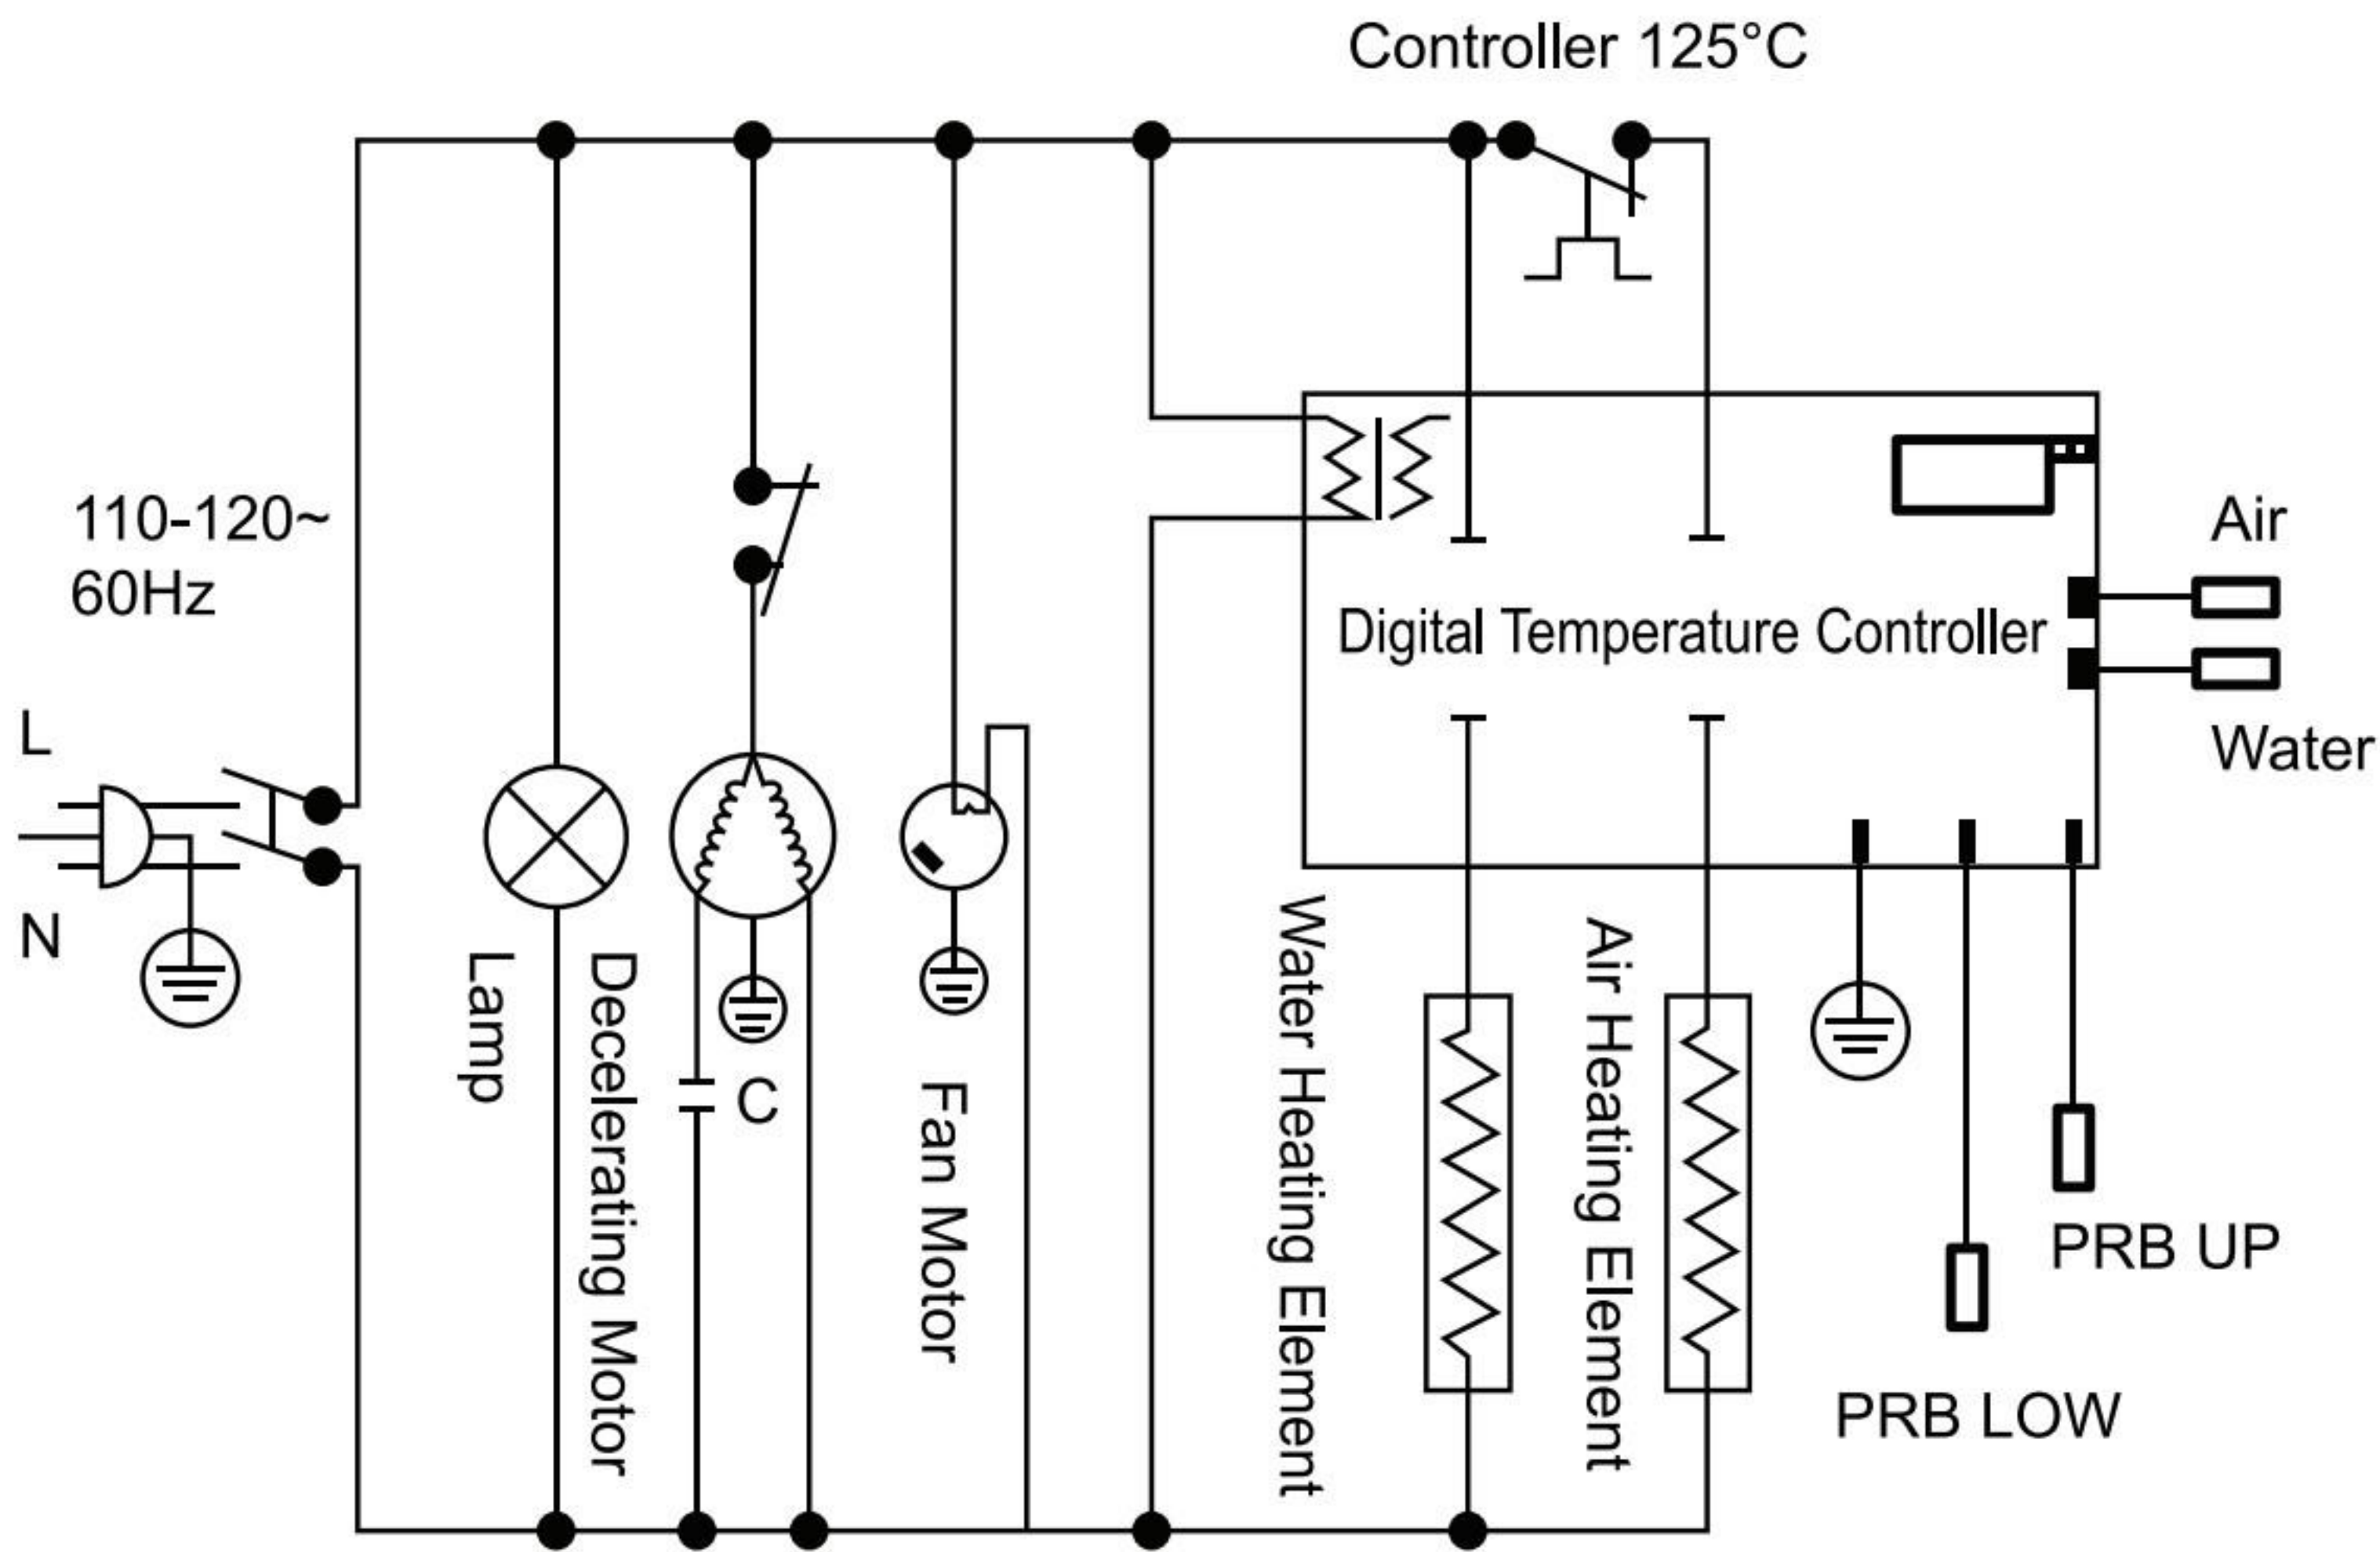 Controller 125°C
110-120~
60Hz
Air
Digital Temperature Controller
L
Water
N
Lamp
Decelerating Motor
C
Fan Motor
Water Heating Element
Air Heating Element
PRB UP
PRB LOW